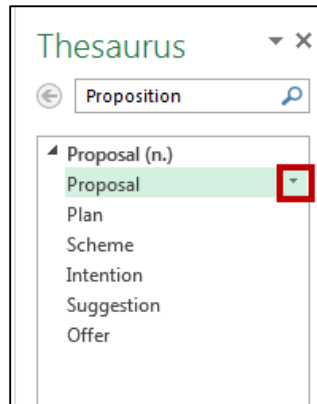 Thesaurus
Proposition
Proposal (n.)
Proposal
Plan
Scheme
Intention
Suggestion
Offer